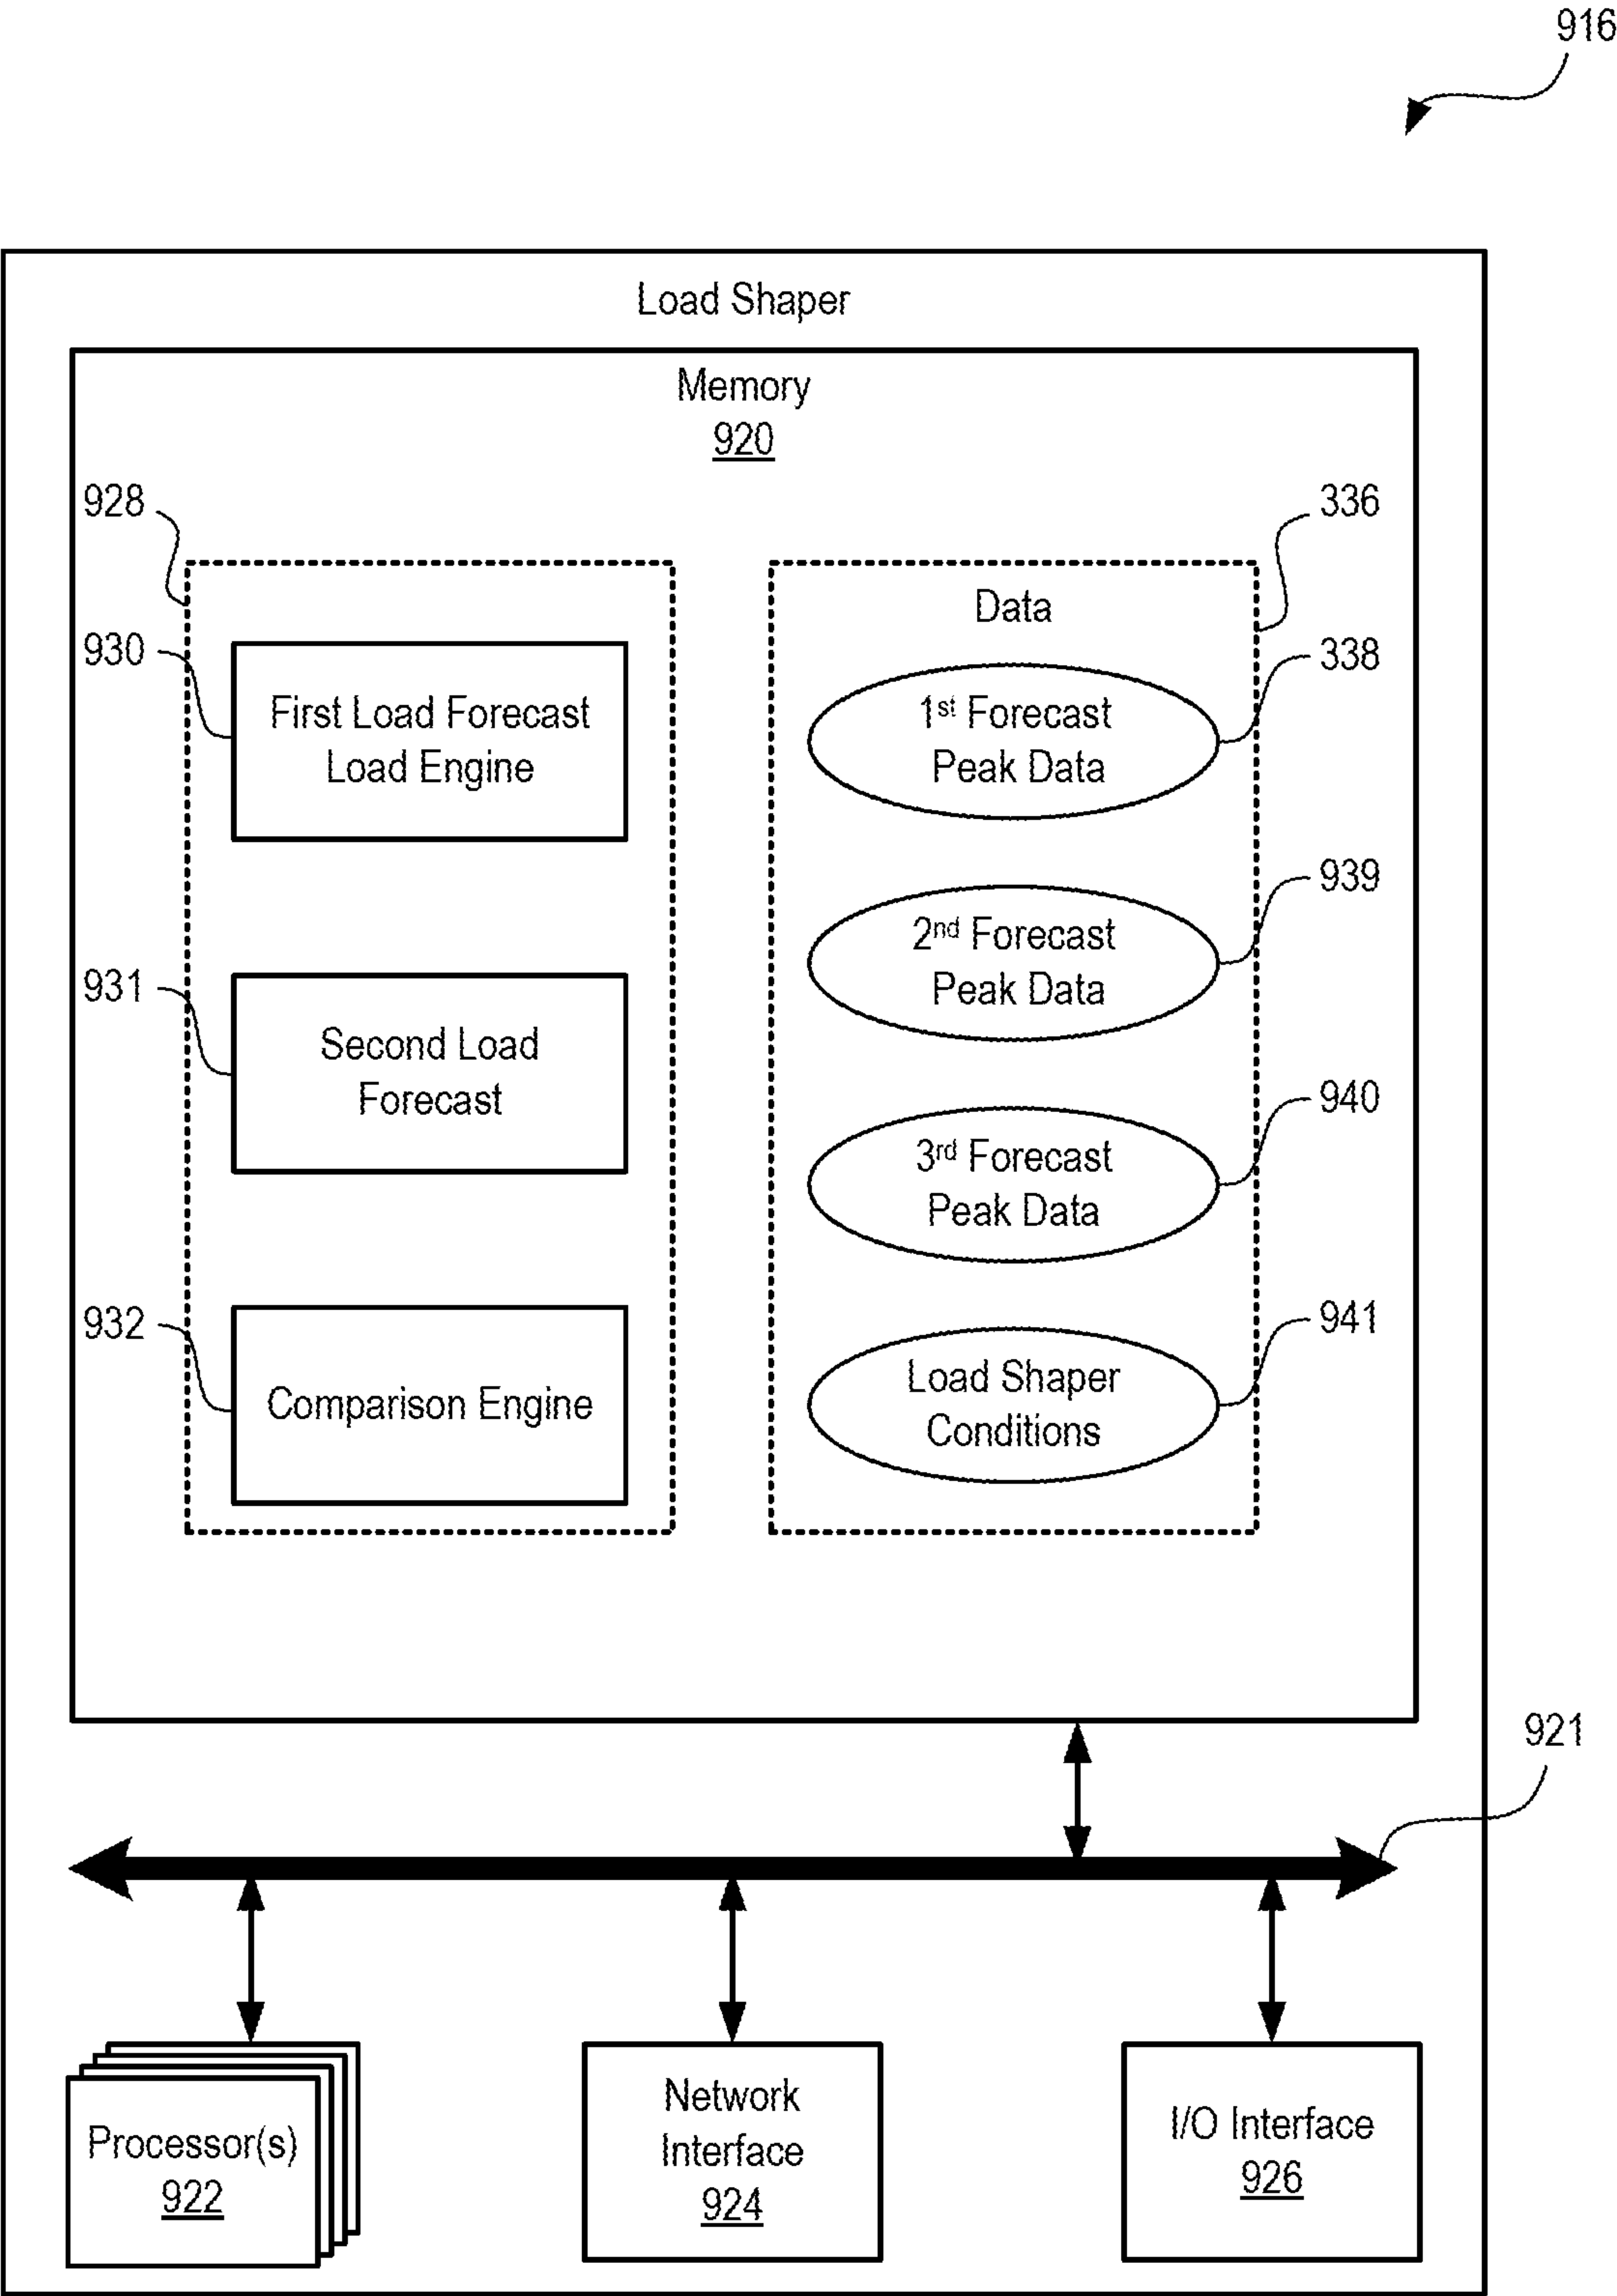 916
Load Shaper
Memory
920
928
336
Data
930
First Load Forecast
Load Engine
338
1st Forecast
Peak Data
939
2nd Forecast
Peak Data
931
Second Load
Forecast
940
3rd Forecast
Peak Data
932
Comparison Engine
941
Load Shaper
Conditions
921
Processor(s)
922
Network
Interface
924
I/O Interface
926